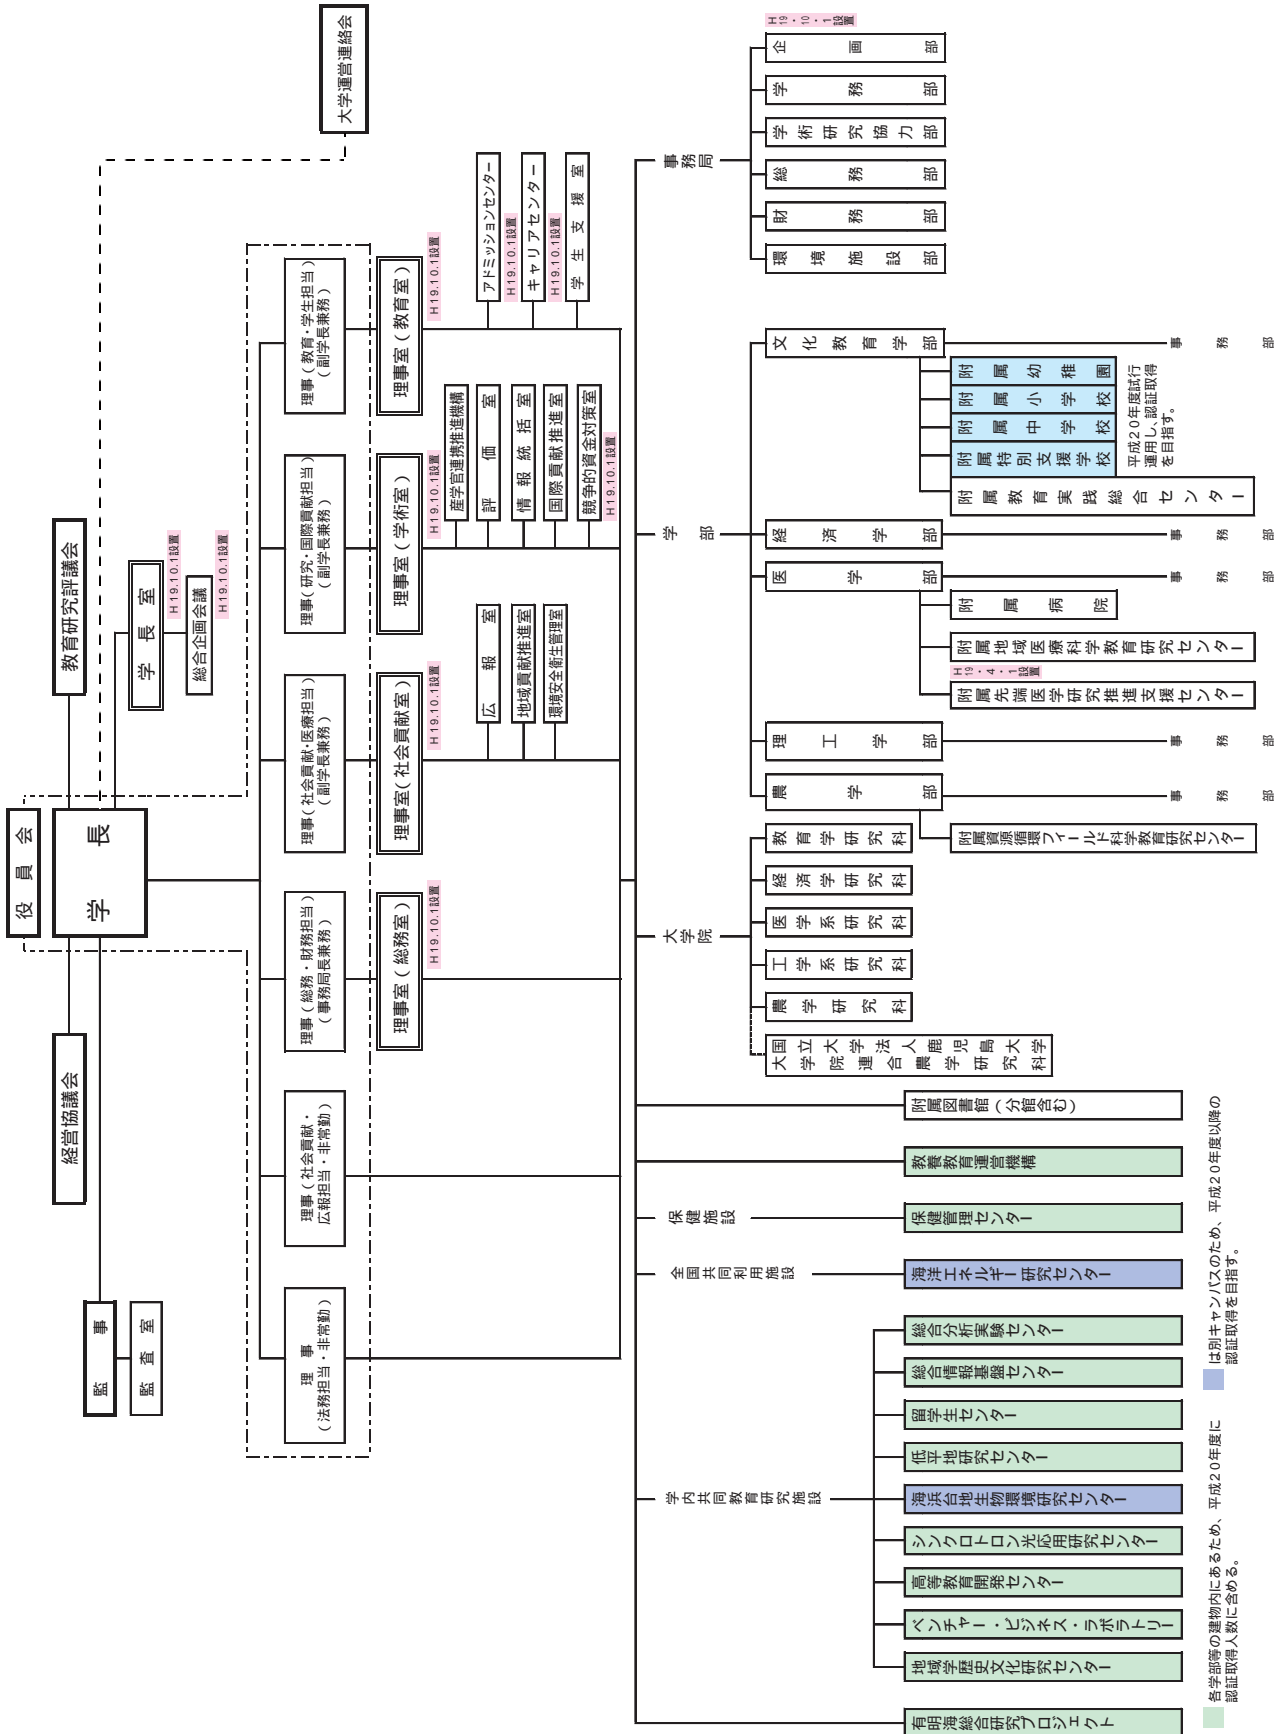 役員会
学長
経営協議会
教育研究評議会
監事
監査室
学長室
H19.10.1設置
総合企画会議
H19.10.1設置
大学運営連絡会
理事
(法務担当・非常勤)
理事(社会貢献・
広報担当・非常勤)
理事(総務・財務担当)
(事務局長兼務)
理事(社会貢献・医療担当)
(副学長兼務)
理事(研究・国際貢献担当)
(副学長兼務)
理事(教育・学生担当)
(副学長兼務)
理事室(総務室)
H19.10.1設置
理事室(社会貢献室)
H19.10.1設置
理事室(学術室)
H19.10.1設置
理事室(教育室)
H19.10.1設置
広報室
地域貢献推進室
環境安全衛生管理室
産学官連携推進機構
評価室
情報統括室
国際貢献推進室
競争的資金対策室
H19.10.1設置
アドミッションセンター
H19.10.1設置
キャリアセンター
H19.10.1設置
学生支援室
有明海総合研究プロジェクト
学内共同教育研究施設
地域学歴史文化研究センター
ベンチャー・ビジネス・ラボラトリー
高等教育開発センター
シンクロトロン光応用研究センター
海浜台地生物環境研究センター
低平地研究センター
留学生センター
総合情報基盤センター
総合分析実験センター
全国共同利用施設
海洋エネルギー研究センター
保健施設
保健管理センター
教養教育運営機構
附属図書館(分館含む)
大学院
国立大学法人鹿児島大学
大学院連合農学研究科
農学研究科
工学系研究科
医学系研究科
経済学研究科
教育学研究科
学部
農学部
事務部
附属資源循環フィールド科学教育研究センター
理工学部
事務部
医学部
事務部
附属病院
附属地域医療科学教育研究センター
H19・4・1設置
附属先端医学研究推進支援センター
経済学部
事務部
文化教育学部
事務部
附属幼稚園
附属小学校
附属中学校
附属特別支援学校
附属教育実践総合センター
平成20年度試行
運用し、認証取得
を目指す。
事務局
環境施設部
財務部
総務部
学術研究協力部
学務部
企画部
H19・10・1設置
各学部等の建物内にあるため、平成20年度に
認証取得人数に含める。
は別キャンパスのため、平成20年度以降の
認証取得を目指す。